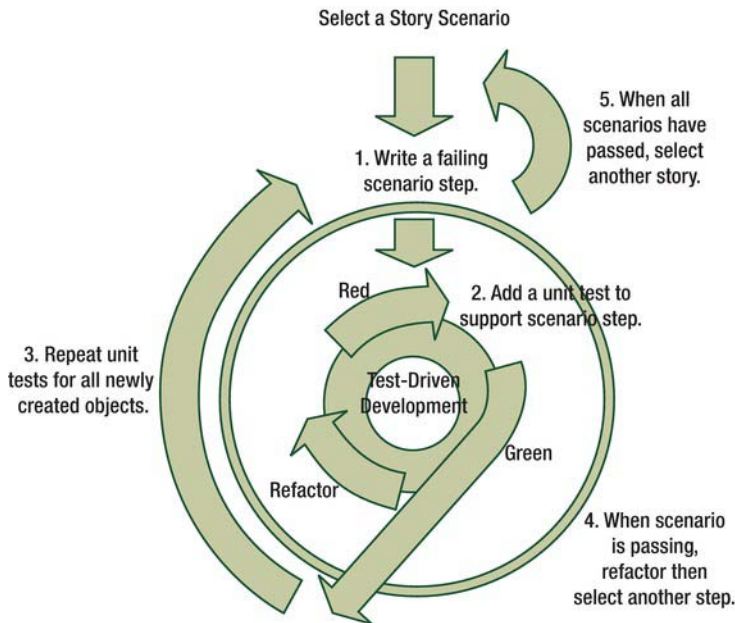 Select a Story Scenario
5. When all
scenarios have
passed, select
another story.
1. Write a failing
scenario step.
Red
2. Add a unit test to
support scenario step.
3. Repeat unit
tests for all newly
created objects.
Test-Driven
Development
Green
Refactor
4. When scenario
is passing,
refactor then
select another step.